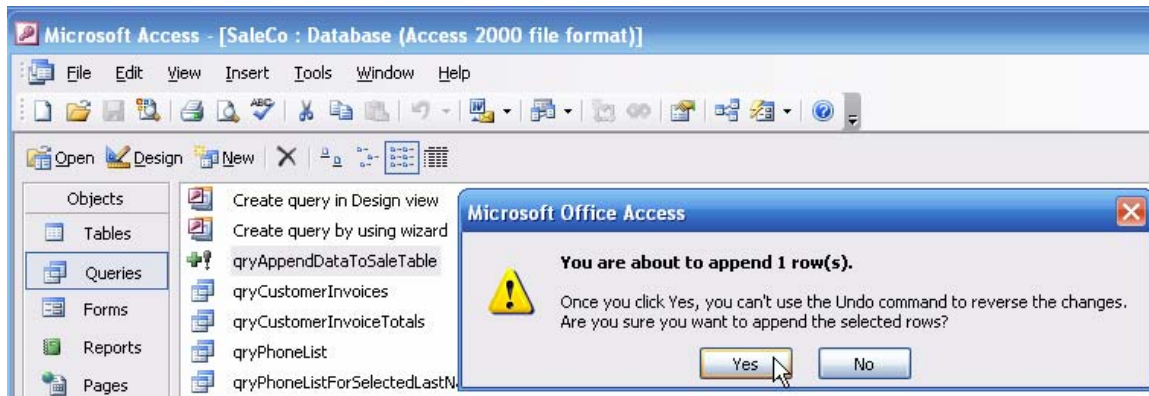 Microsoft Access - [SaleCo : Database (Access 2000 file format)]
File Edit View Insert Tools Window Help
ABC
Open Design New
Objects
Tables
Queries
Forms
Reports
Pages
Create query in Design view
Create query by using wizard
qryAppendDataToSaleTable
qryCustomerInvoices
qryCustomerInvoiceTotals
qryPhoneList
qryPhoneListForSelectedLastN
Microsoft Office Access
You are about to append 1 row(s).
Once you click Yes, you can't use the Undo command to reverse the changes.
Are you sure you want to append the selected rows?
Yes No